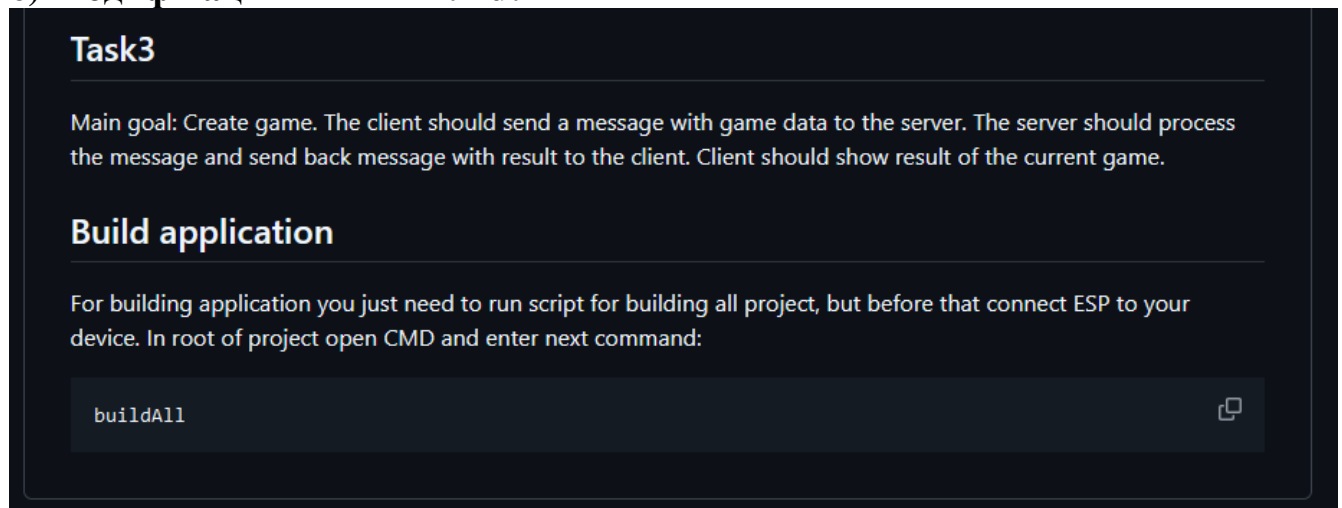 Task3
Main goal: Create game. The client should send a message with game data to the server. The server should process
the message and send back message with result to the client. Client should show result of the current game.
Build application
For building application you just need to run script for building all project, but before that connect ESP to your
device. In root of project open CMD and enter next command:
buildAll